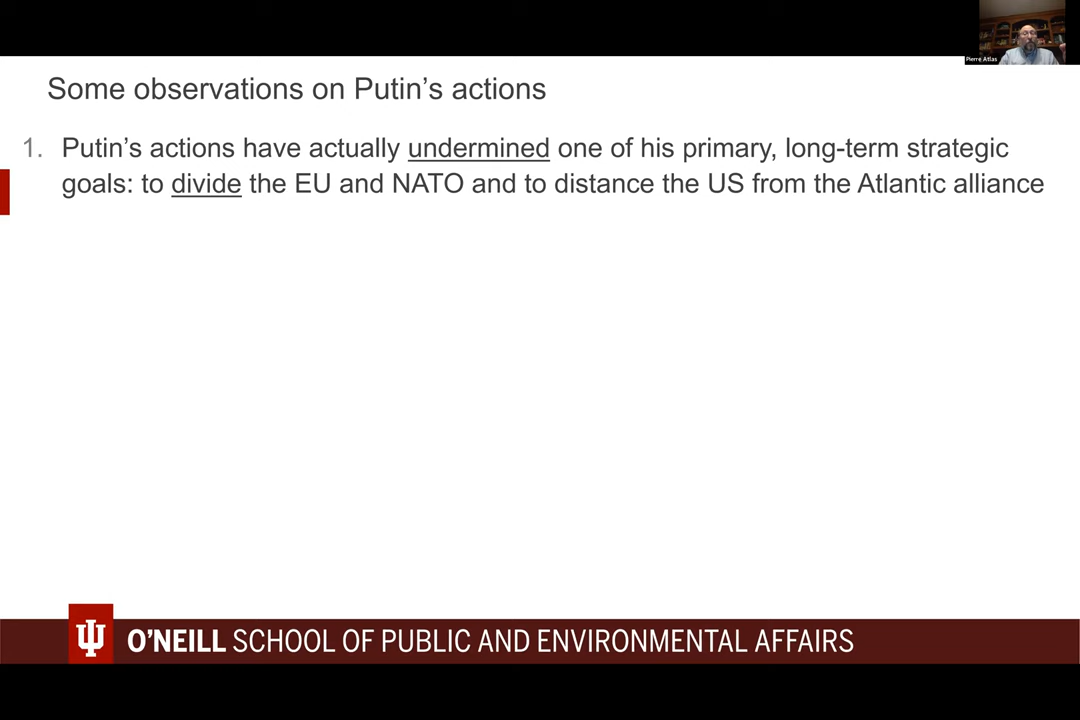 Pierre Atlas
Some observations on Putin’s actions
1. Putin’s actions have actually undermined one of his primary, long-term strategic
goals: to divide the EU and NATO and to distance the US from the Atlantic alliance
O’NEILL SCHOOL OF PUBLIC AND ENVIRONMENTAL AFFAIRS